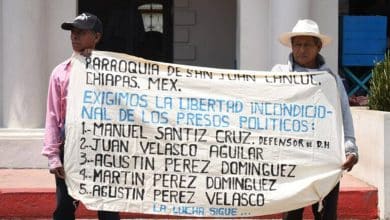 PARROQUIA DE SAN JUAN CANCUC,
CHIAPAS, MEX.
EXIGIMOS LA LIBERTAD INCONDICIO-
NAL DE LOS PRESOS POLITICOS:
1- MANUEL SANTIZ CRUZ. DEFENSOR DE D.H
2- JUAN VELASCO AGUILAR
3- AGUSTIN PEREZ DOMINGUEZ
4- MARTIN PEREZ DOMINGUEZ
5- AGUSTIN PEREZ VELASCO
LA LUCHA SIGUE...